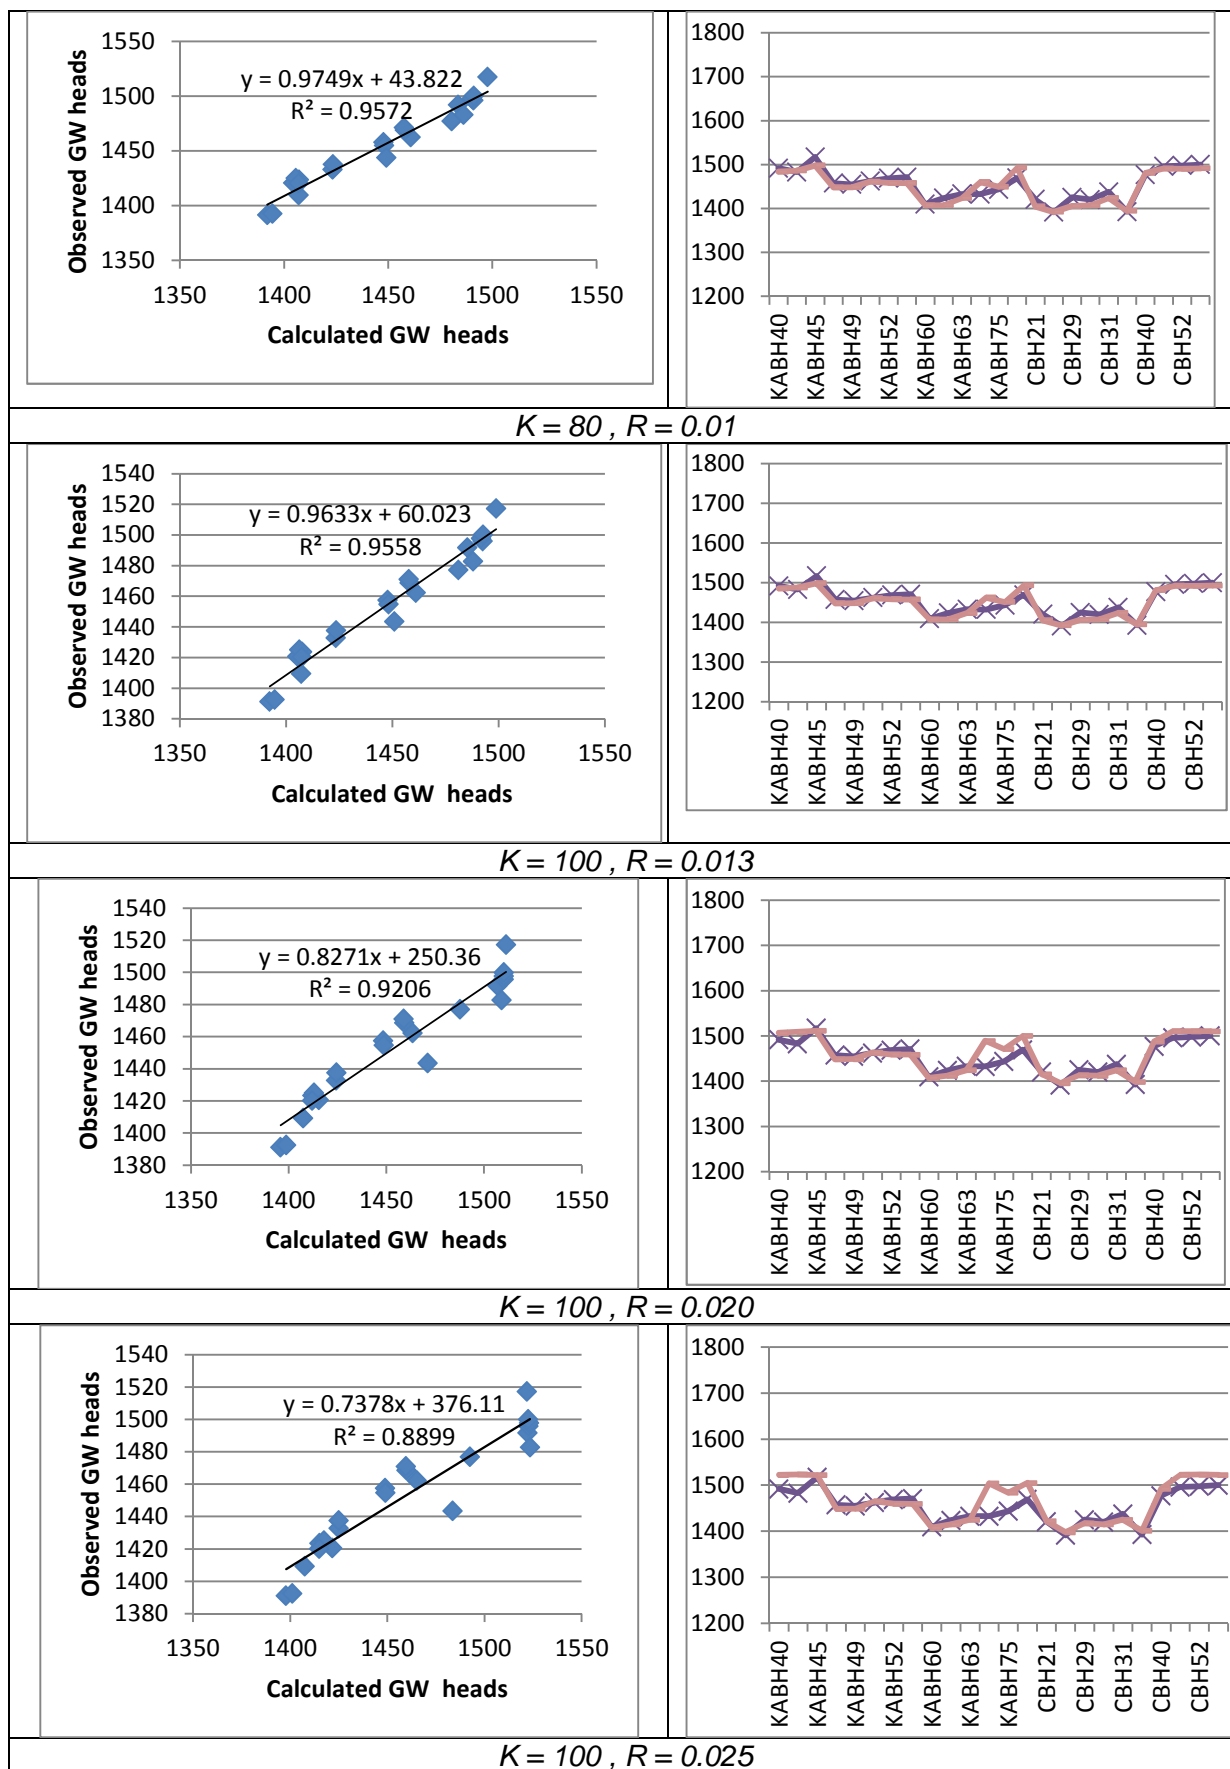 1550
1500
1450
1400
1350
Observed GW heads
y = 0.9749x + 43.822
R² = 0.9572
1350 1400 1450 1500 1550
Calculated GW heads
1800
1700
1600
1500
1400
1300
1200
KABH40
KABH45
KABH49
KABH52
KABH60
KABH63
KABH75
CBH21
CBH29
CBH31
CBH40
CBH52
K = 80 , R = 0.01
1540
1520
1500
1480
1460
1440
1420
1400
1380
Observed GW heads
y = 0.9633x + 60.023
R² = 0.9558
1350 1400 1450 1500 1550
Calculated GW heads
1800
1700
1600
1500
1400
1300
1200
KABH40
KABH45
KABH49
KABH52
KABH60
KABH63
KABH75
CBH21
CBH29
CBH31
CBH40
CBH52
K = 100 , R = 0.013
1540
1520
1500
1480
1460
1440
1420
1400
1380
Observed GW heads
y = 0.8271x + 250.36
R² = 0.9206
1350 1400 1450 1500 1550
Calculated GW heads
1800
1700
1600
1500
1400
1300
1200
KABH40
KABH45
KABH49
KABH52
KABH60
KABH63
KABH75
CBH21
CBH29
CBH31
CBH40
CBH52
K = 100 , R = 0.020
1540
1520
1500
1480
1460
1440
1420
1400
1380
Observed GW heads
y = 0.7378x + 376.11
R² = 0.8899
1350 1400 1450 1500 1550
Calculated GW heads
1800
1700
1600
1500
1400
1300
1200
KABH40
KABH45
KABH49
KABH52
KABH60
KABH63
KABH75
CBH21
CBH29
CBH31
CBH40
CBH52
K = 100 , R = 0.025